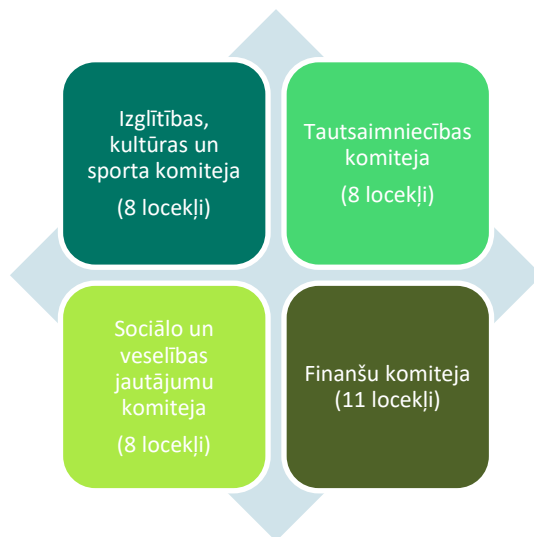 Izglītības,
kultūras un
sporta komiteja
(8 locekļi)
Tautsaimniecības
komiteja
(8 locekļi)
Sociālo un
veselības
jautājumu
komiteja
(8 locekļi)
Finanšu komiteja
(11 locekļi)